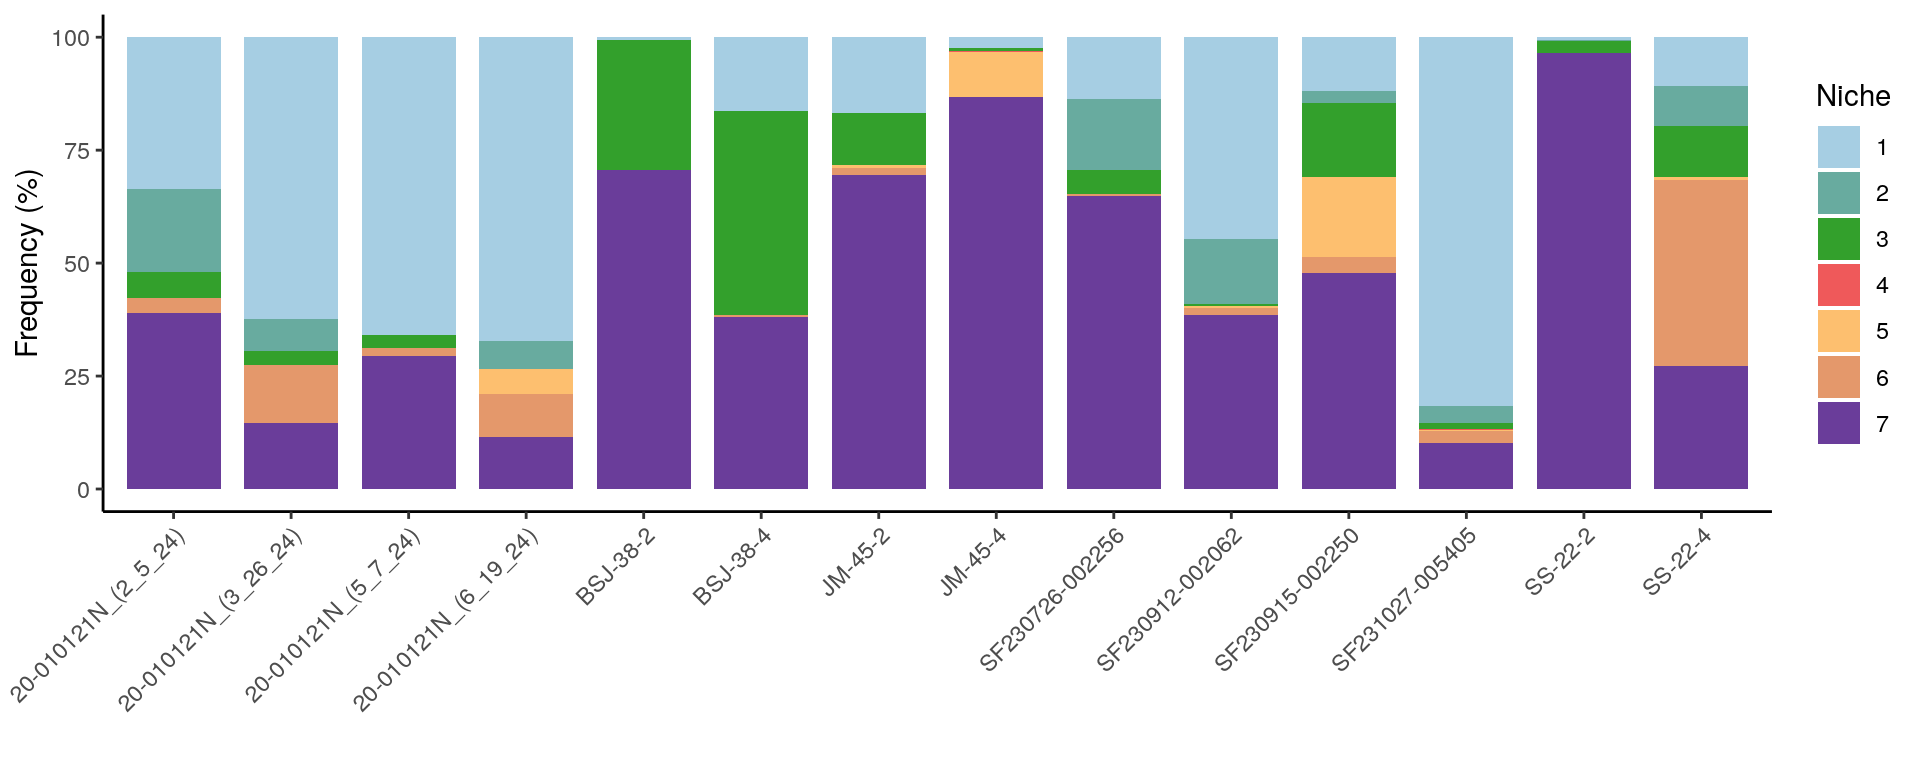 Frequency (%)
100
75
50
25
0
20-010121N_(2_5_24)
20-010121N_(3_26_24)
20-010121N_(5_7_24)
20-010121N_(6_19_24)
BSJ-38-2
BSJ-38-4
JM-45-2
JM-45-4
SF230726-002256
SF230912-002062
SF230915-002250
SF231027-005405
SS-22-2
SS-22-4
Niche
1
2
3
4
5
6
7